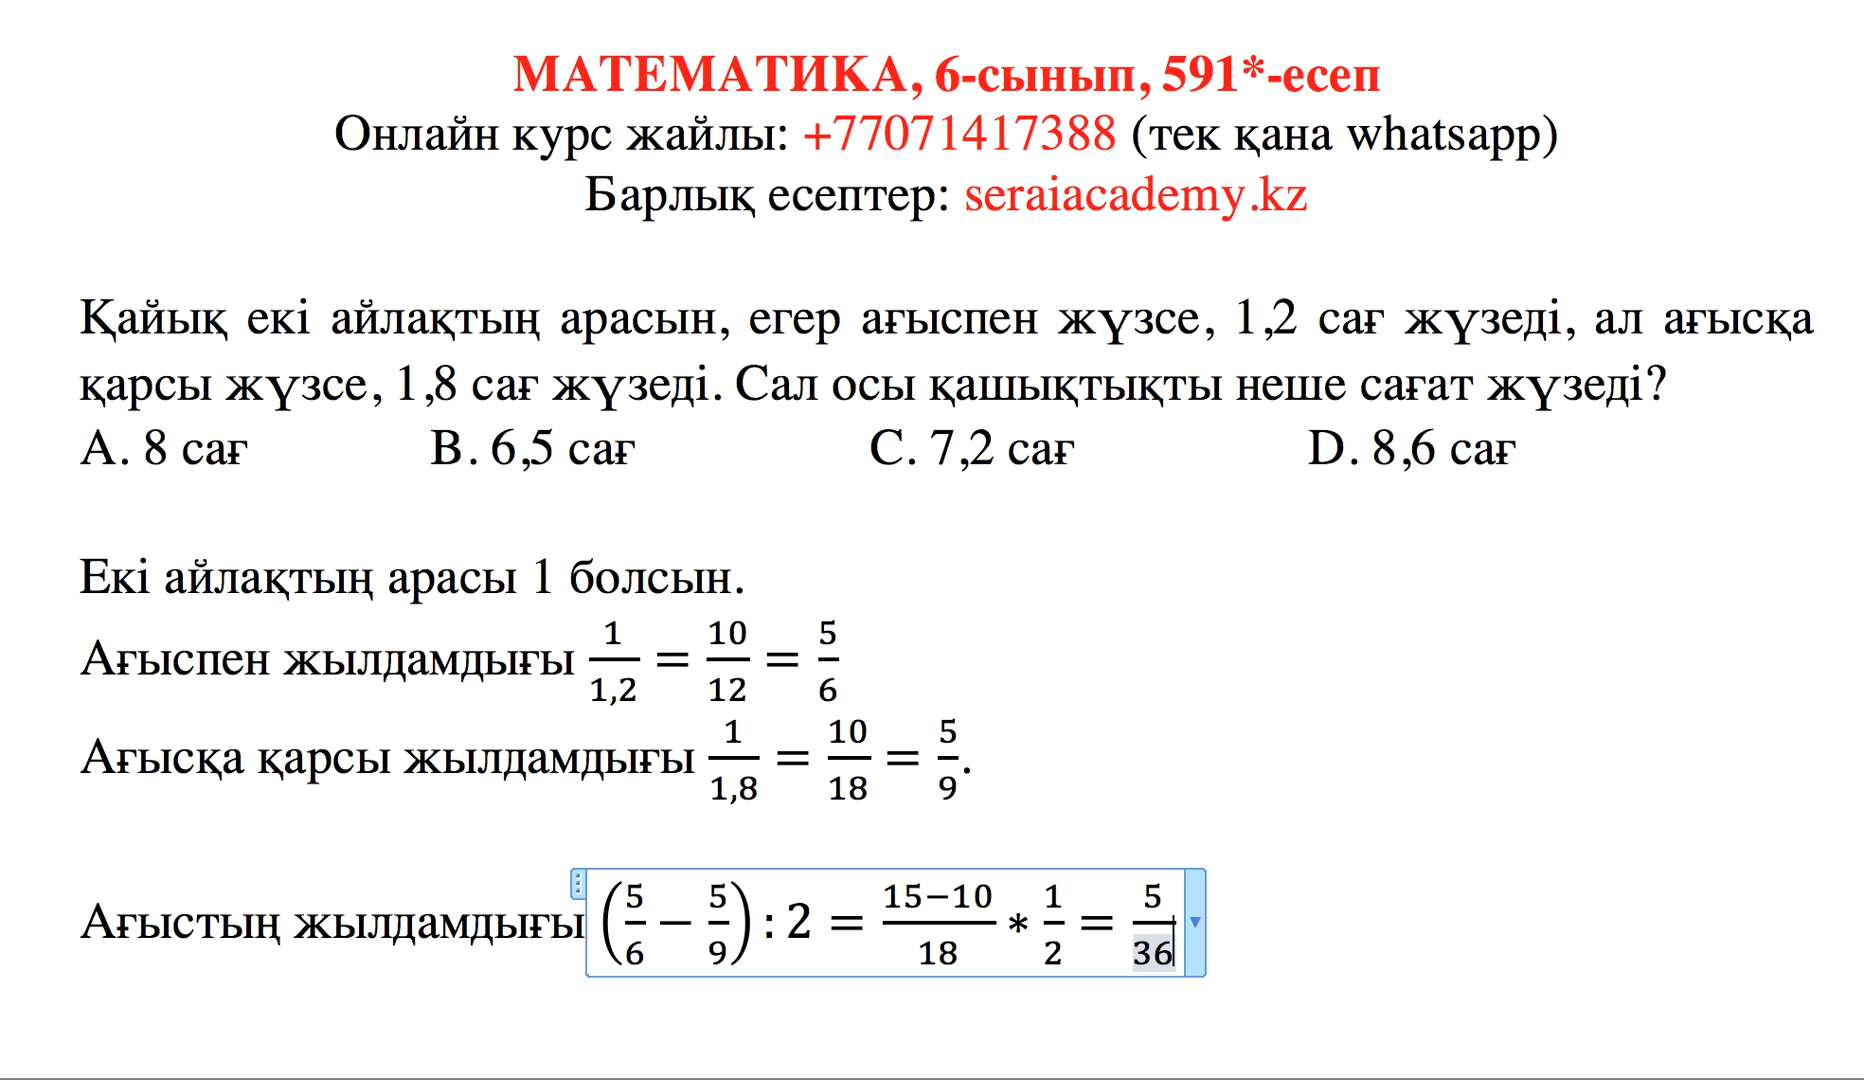 МАТЕМАТИКА, 6-сынып, 591*-есеп
Онлайн курс жайлы: +77071417388 (тек қана whatsapp)
Барлық есептер: seraiacademy.kz
Қайық екі айлақтың арасын, егер ағыспен жүзсе, 1,2 сағ жүзеді, ал ағысқа
қарсы жүзсе, 1,8 сағ жүзеді. Сал осы қашықтықты неше сағат жүзеді?
A. 8 сағ B. 6,5 сағ C. 7,2 сағ D. 8,6 сағ
Екі айлақтың арасы 1 болсын.
Ағыспен жылдамдығы 1/1,2 = 10/12 = 5/6
Ағысқа қарсы жылдамдығы 1/1,8 = 10/18 = 5/9.
Ағыстың жылдамдығы (5/6 − 5/9) : 2 = 15−10/18 * 1/2 = 5/36